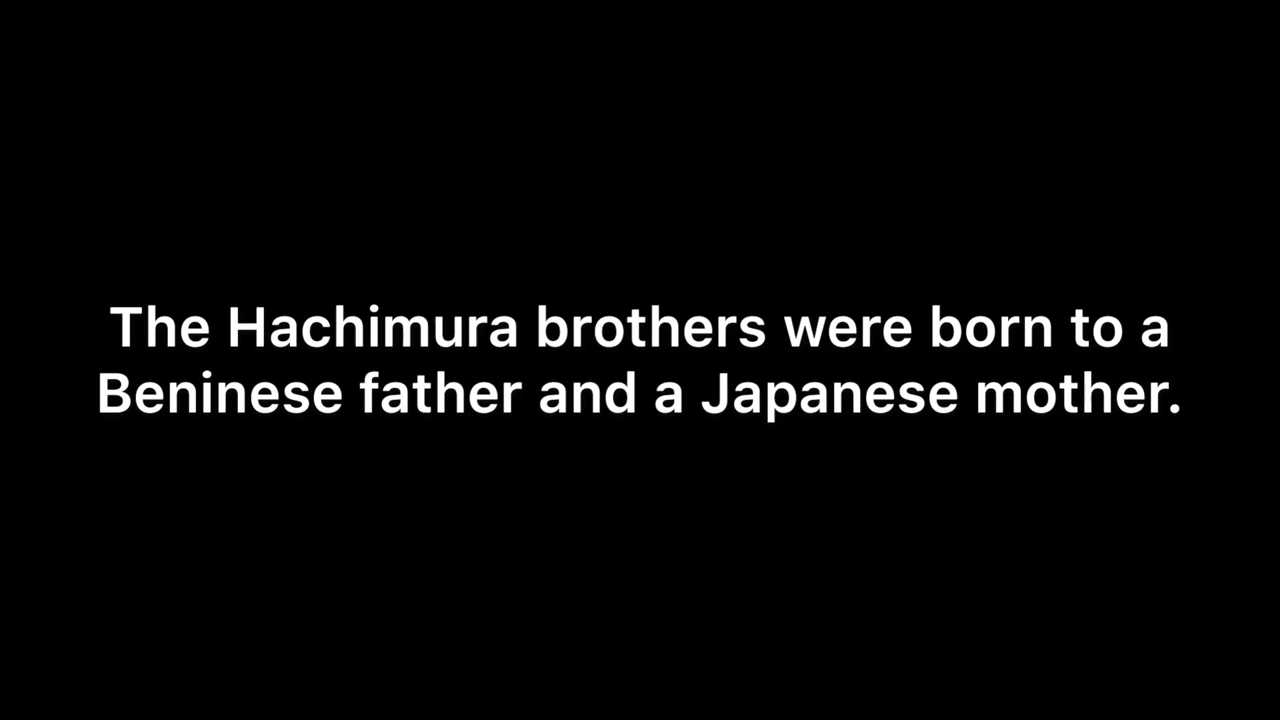 The Hachimura brothers were born to a
Beninese father and a Japanese mother.